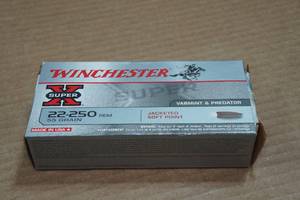 WINCHESTER
SUPER
X
VARMINT & PREDATOR
22-250 REM
55 GRAIN
JACKETED
SOFT POINT
MADE IN USA